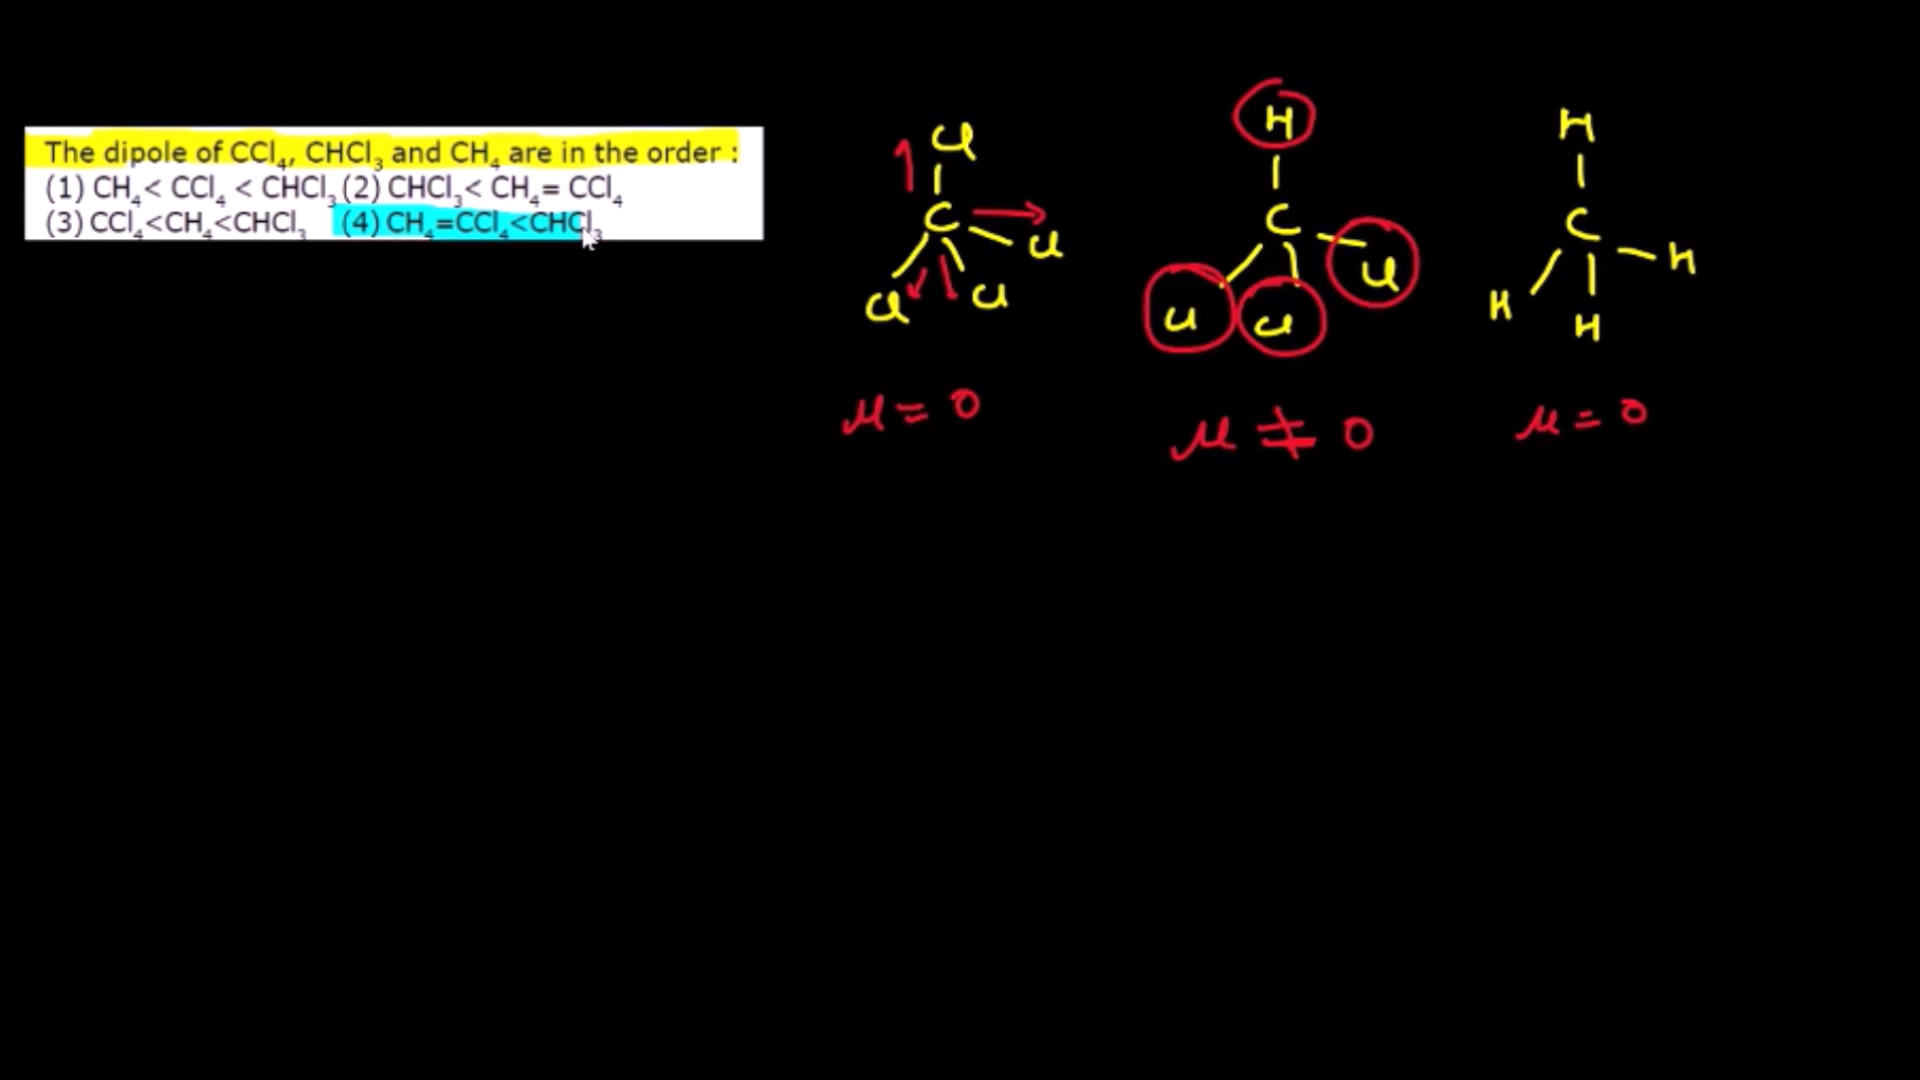 The dipole of CCl₄, CHCl₃ and CH₄ are in the order :
(1) CH₄< CCl₄ < CHCl₃ (2) CHCl₃< CH₄= CCl₄
(3) CCl₄<CH₄<CHCl₃ (4) CH₄=CCl₄<CHCl₃
Cl
C
Cl
Cl Cl
μ = 0
H
C
Cl
Cl Cl
μ ≠ 0
H
C
H
H
H
μ = 0